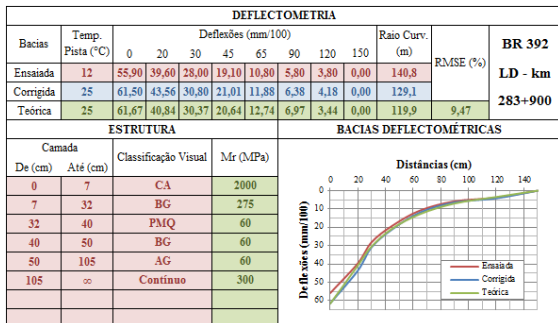 DEFLECTOMETRIA
Bacias Temp. Pista (°C) Deflexões (mm/100) Raio Curv. (m) RMSE (%) BR 392
0 20 30 45 65 90 120 150
Ensaiada 12 55,90 39,60 28,00 19,10 10,80 5,80 3,80 0,00 140,8 LD - km
Corrigida 25 61,50 43,56 30,80 21,01 11,88 6,38 4,18 0,00 129,1
Teórica 25 61,67 40,84 30,37 20,64 12,74 6,97 3,44 0,00 119,9 9,47 283+900
ESTRUTURA
Camada Classificação Visual Mr (MPa)
De (cm) Até (cm)
0 7 CA 2000
7 32 BG 275
32 40 PMQ 60
40 50 BG 60
50 105 AG 60
105 ∞ Contínuo 300
BACIAS DEFLECTOMÉTRICAS
Distâncias (cm)
0 20 40 60 80 100 120 140
Deflexões (mm/100)
0
10
20
30
40
50
60
Ensaiada
Corrigida
Teórica